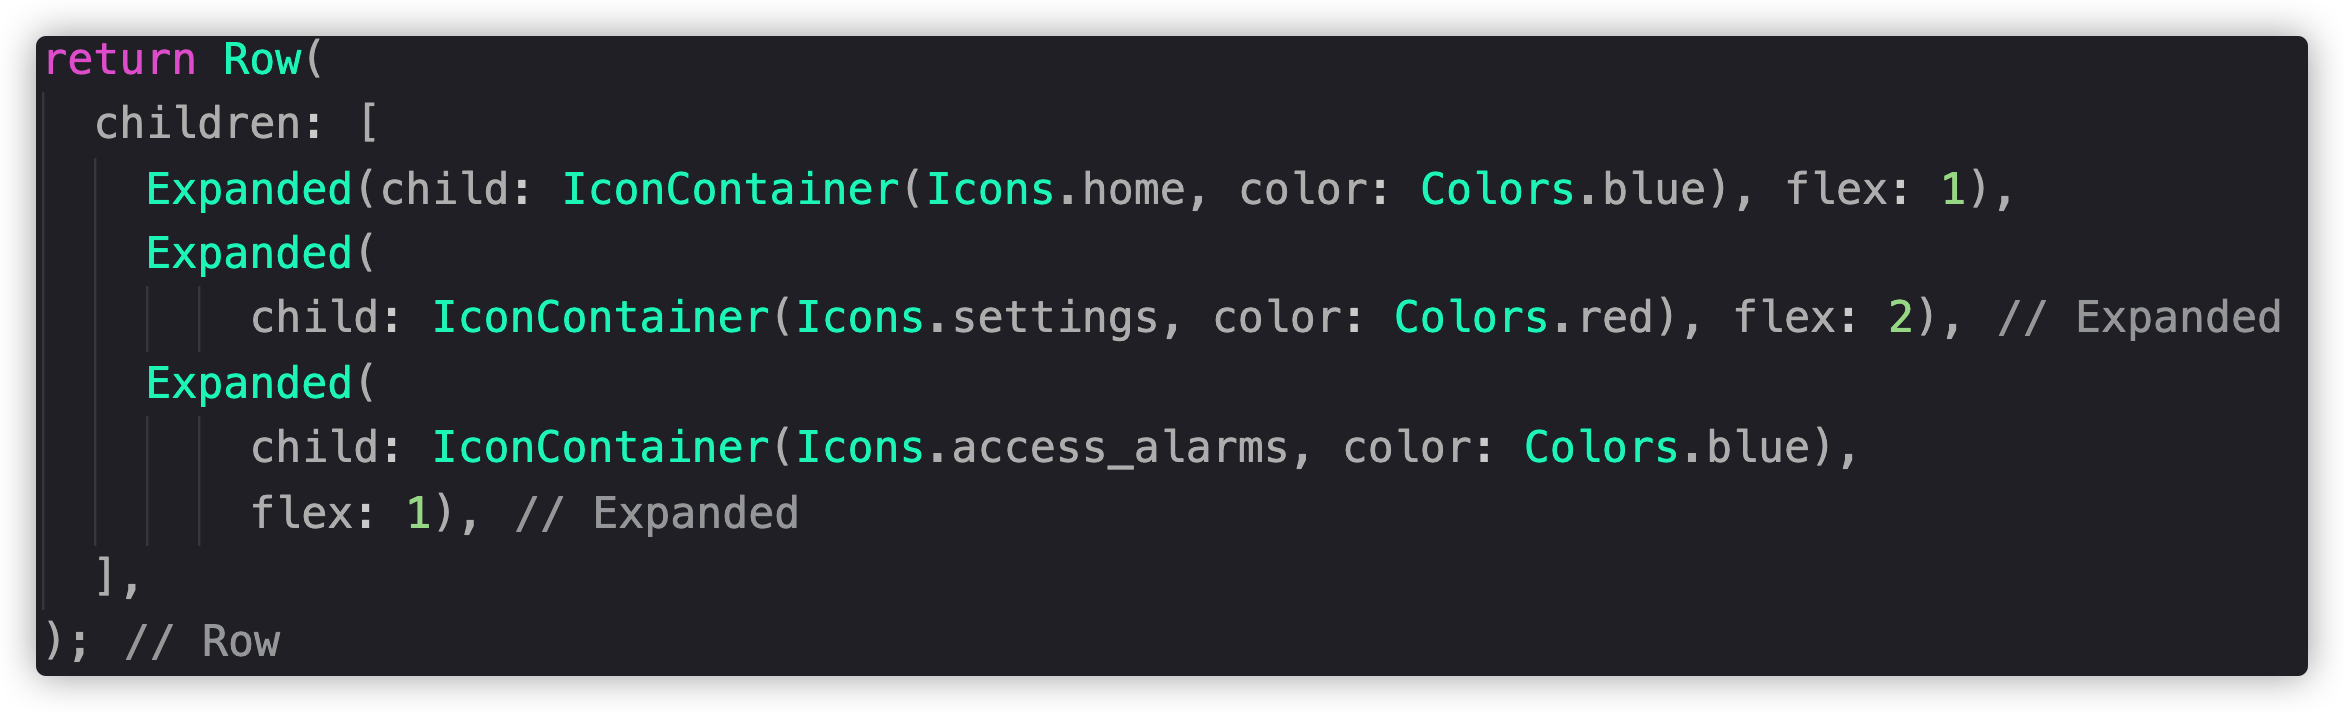 return Row(
  children: [
    Expanded(child: IconContainer(Icons.home, color: Colors.blue), flex: 1),
    Expanded(
        child: IconContainer(Icons.settings, color: Colors.red), flex: 2), // Expanded
    Expanded(
        child: IconContainer(Icons.access_alarms, color: Colors.blue),
        flex: 1), // Expanded
  ],
); // Row